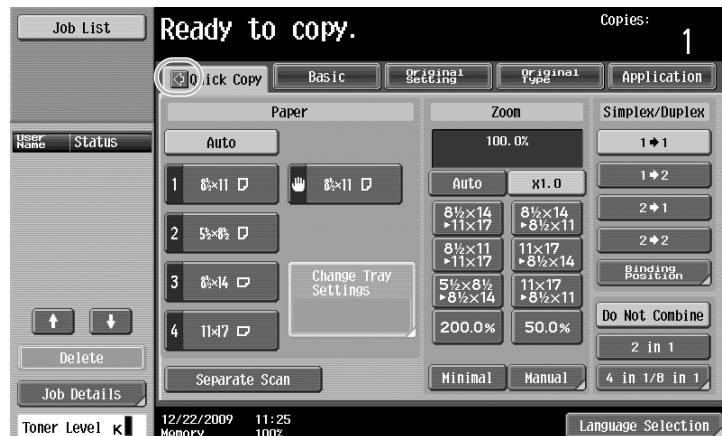 Job List
Ready to copy.
Copies:
1
Quick Copy
Basic
Original Setting
Original Type
Application
Paper
Zoom
Simplex/Duplex
User Name
Status
Auto
100.0%
1➧1
1 8½×11
8½×11
Auto
x1.0
1➧2
2 5½×8½
8½×14 ▸11×17
8½×14 ▸8½×11
2➧1
8½×11 ▸11×17
11×17 ▸8½×14
2➧2
3 8½×14
Change Tray Settings
5½×8½ ▸8½×14
11×17 ▸8½×11
Binding Position
4 11×17
200.0%
50.0%
Do Not Combine
Delete
2 in 1
Separate Scan
Minimal
Manual
4 in 1/8 in 1
Job Details
Toner Level K
12/22/2009 11:25
Memory 100%
Language Selection